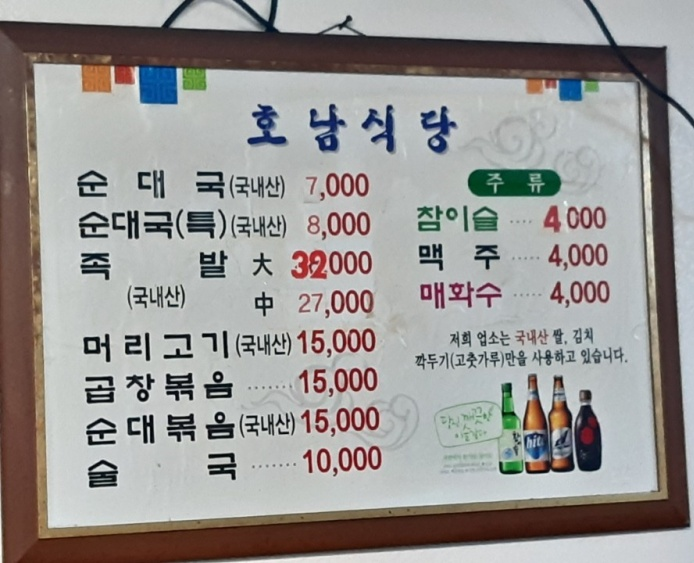 호남식당
순대국(국내산) 7,000
순대국(특)(국내산) 8,000
족발 大 32,000
(국내산) 中 27,000
머리고기(국내산) 15,000
곱창볶음 ······· 15,000
순대볶음(국내산) 15,000
술국 ······· 10,000
주류
참이슬 ···· 4,000
맥주 ····· 4,000
매화수 ····· 4,000
저희 업소는 국내산 쌀, 김치
깍두기(고춧가루)만을 사용하고 있습니다.
hite